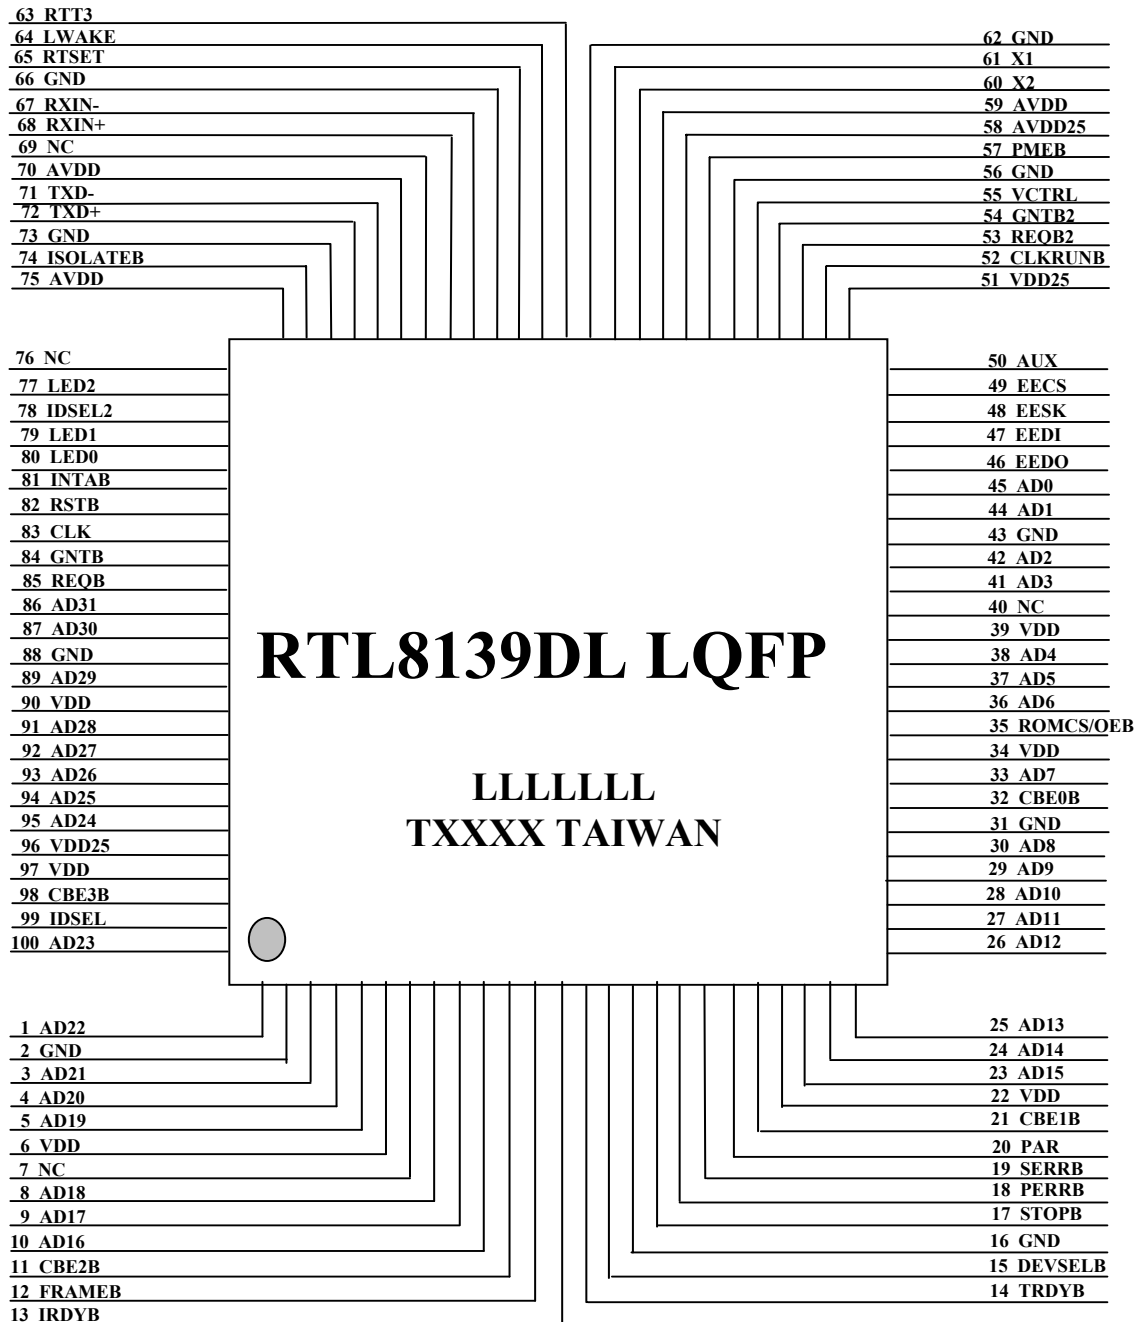 63 RTT3
64 LWAKE
65 RTSET
66 GND
67 RXIN-
68 RXIN+
69 NC
70 AVDD
71 TXD-
72 TXD+
73 GND
74 ISOLATEB
75 AVDD
62 GND
61 X1
60 X2
59 AVDD
58 AVDD25
57 PMEB
56 GND
55 VCTRL
54 GNTB2
53 REQB2
52 CLKRUNB
51 VDD25
76 NC
77 LED2
78 IDSEL2
79 LED1
80 LED0
81 INTAB
82 RSTB
83 CLK
84 GNTB
85 REQB
86 AD31
87 AD30
88 GND
89 AD29
90 VDD
91 AD28
92 AD27
93 AD26
94 AD25
95 AD24
96 VDD25
97 VDD
98 CBE3B
99 IDSEL
100 AD23
RTL8139DL LQFP
LLLLLLL
TXXXX TAIWAN
50 AUX
49 EECS
48 EESK
47 EEDI
46 EEDO
45 AD0
44 AD1
43 GND
42 AD2
41 AD3
40 NC
39 VDD
38 AD4
37 AD5
36 AD6
35 ROMCS/OEB
34 VDD
33 AD7
32 CBE0B
31 GND
30 AD8
29 AD9
28 AD10
27 AD11
26 AD12
1 AD22
2 GND
3 AD21
4 AD20
5 AD19
6 VDD
7 NC
8 AD18
9 AD17
10 AD16
11 CBE2B
12 FRAMEB
13 IRDYB
25 AD13
24 AD14
23 AD15
22 VDD
21 CBE1B
20 PAR
19 SERRB
18 PERRB
17 STOPB
16 GND
15 DEVSELB
14 TRDYB